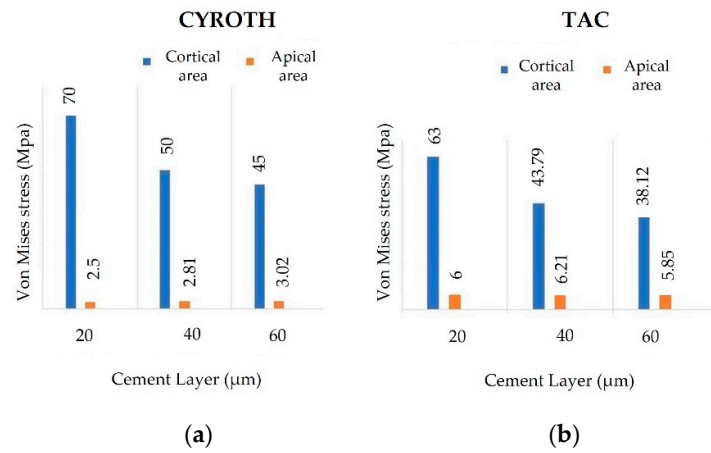 CYROTH
Cortical area
Apical area
Von Mises stress (Mpa)
70
2.5
50
2.81
45
3.02
20
40
60
Cement Layer (μm)
(a)
TAC
Cortical area
Apical area
Von Mises stress (Mpa)
63
6
43.79
6.21
38.12
5.85
20
40
60
Cement Layer (μm)
(b)